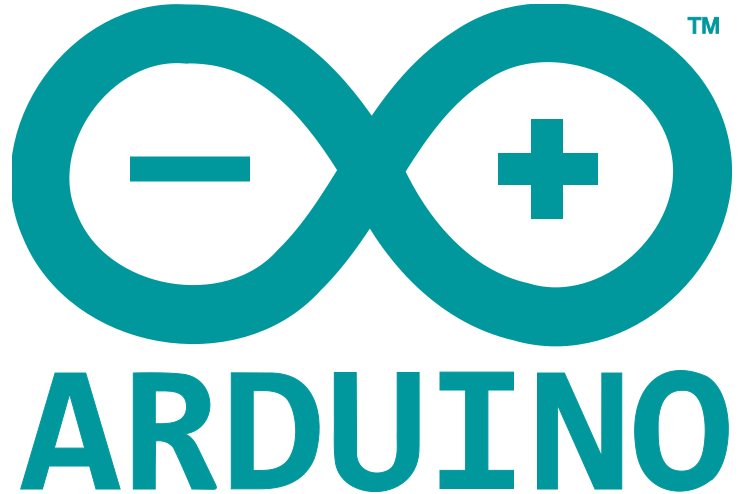 TM
− +
ARDUINO